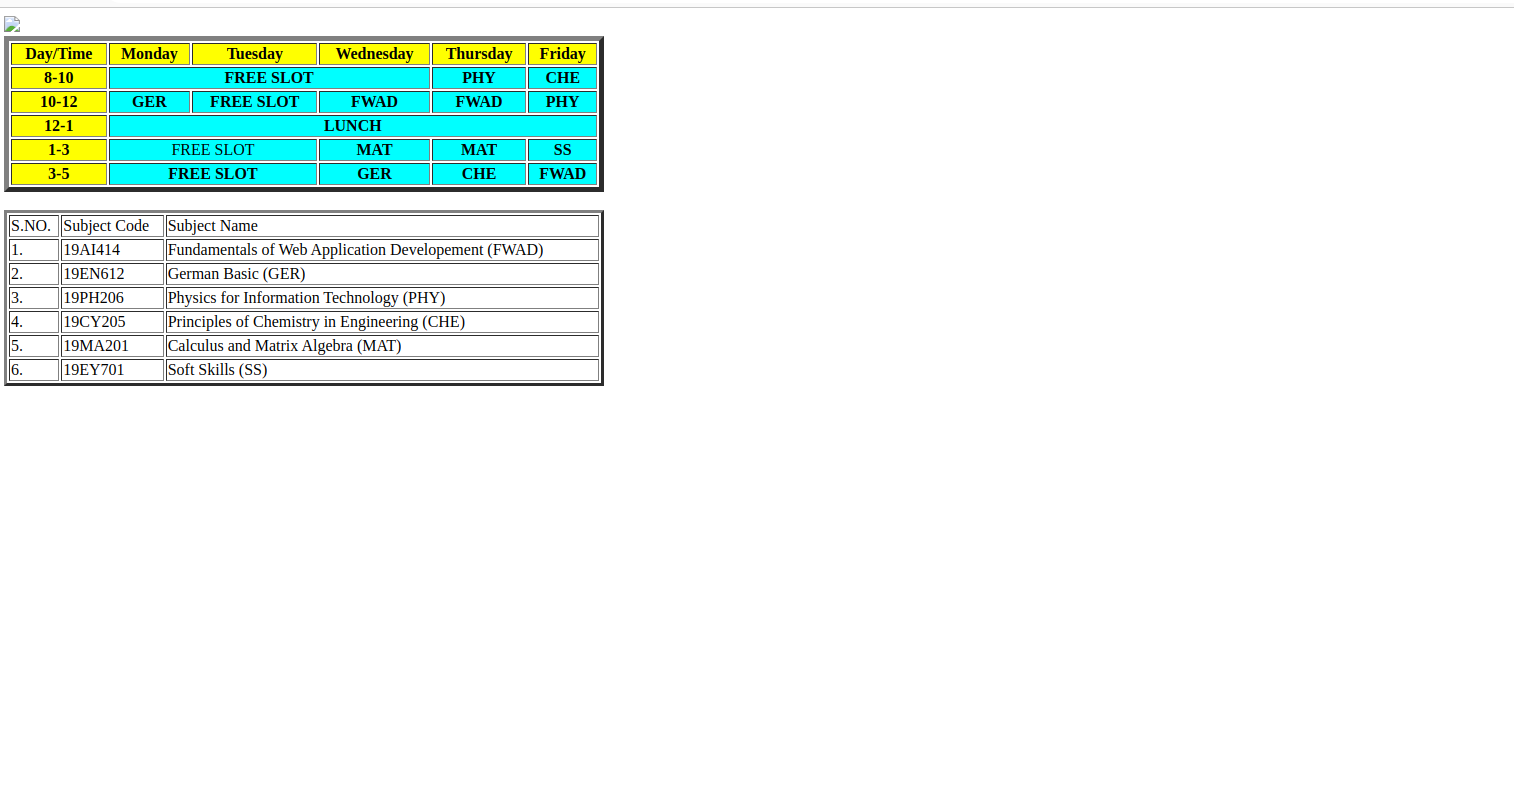 Day/Time Monday Tuesday Wednesday Thursday Friday
8-10 FREE SLOT PHY CHE
10-12 GER FREE SLOT FWAD FWAD PHY
12-1 LUNCH
1-3 FREE SLOT MAT MAT SS
3-5 FREE SLOT GER CHE FWAD
S.NO. Subject Code Subject Name
1. 19AI414 Fundamentals of Web Application Developement (FWAD)
2. 19EN612 German Basic (GER)
3. 19PH206 Physics for Information Technology (PHY)
4. 19CY205 Principles of Chemistry in Engineering (CHE)
5. 19MA201 Calculus and Matrix Algebra (MAT)
6. 19EY701 Soft Skills (SS)